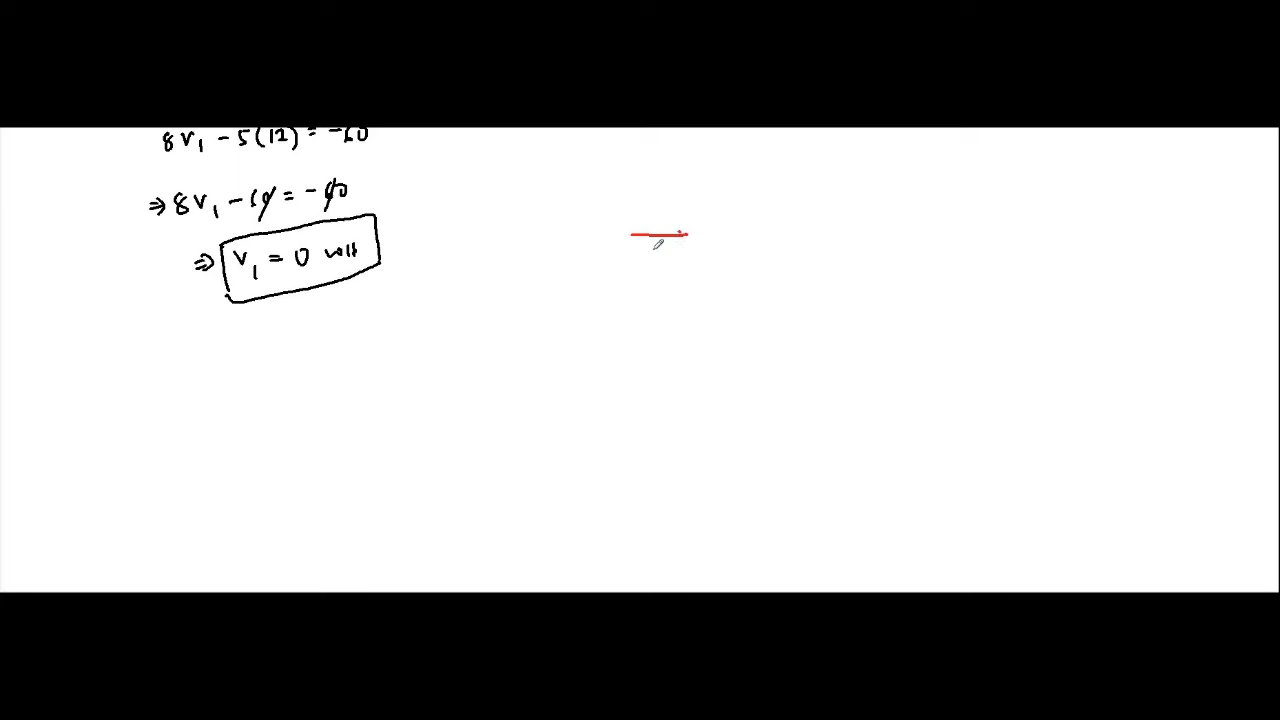 8V₁ - 5(12) = -60
⇒ 8V₁ - 60 = -60
⇒ V₁ = 0 volt